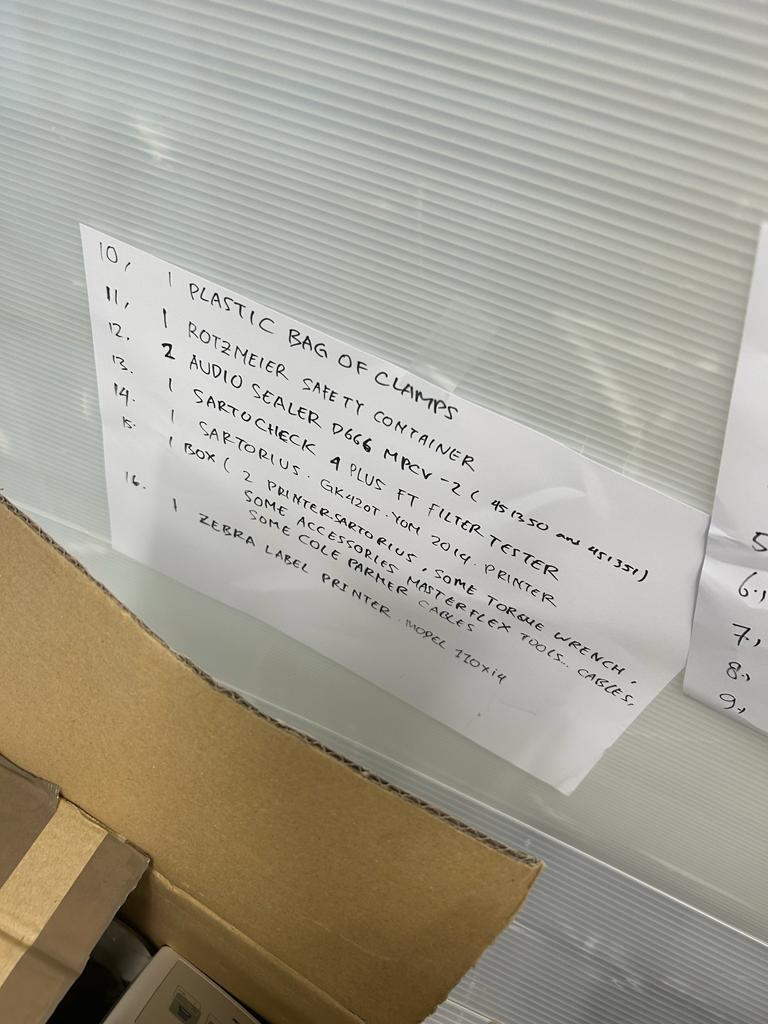 10, 1 PLASTIC BAG OF CLAMPS
11, 1 ROTZMEIER SAFETY CONTAINER
12. 2 AUDIO SEALER D666 MPCV-2 ( 451350 and 451351)
13. 1 SARTOCHECK 4 PLUS FT FILTER TESTER
14. 1 SARTORIUS. GK420T. YOM 2014. PRINTER
15. 1 BOX ( 2 PRINTER SARTORIUS, SOME TORQUE WRENCH,
SOME ACCESSORIES MASTERFLEX TOOLS.. CABLES,
SOME COLE PARMER CABLES
16. 1 ZEBRA LABEL PRINTER. MODEL 110xi4
5
6.,
7.,
8.,
9.,